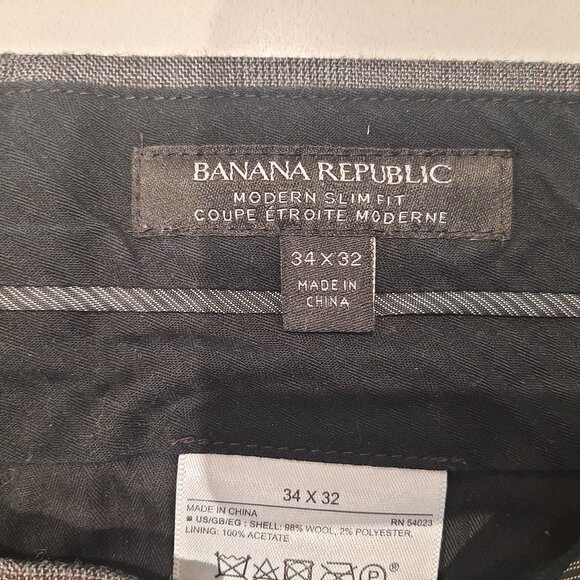 BANANA REPUBLIC
MODERN SLIM FIT
COUPE ÉTROITE MODERNE
34 X 32
MADE IN
CHINA
34 X 32
MADE IN CHINA RN 54023
US/GB/EG : SHELL: 98% WOOL, 2% POLYESTER,
LINING: 100% ACETATE
P